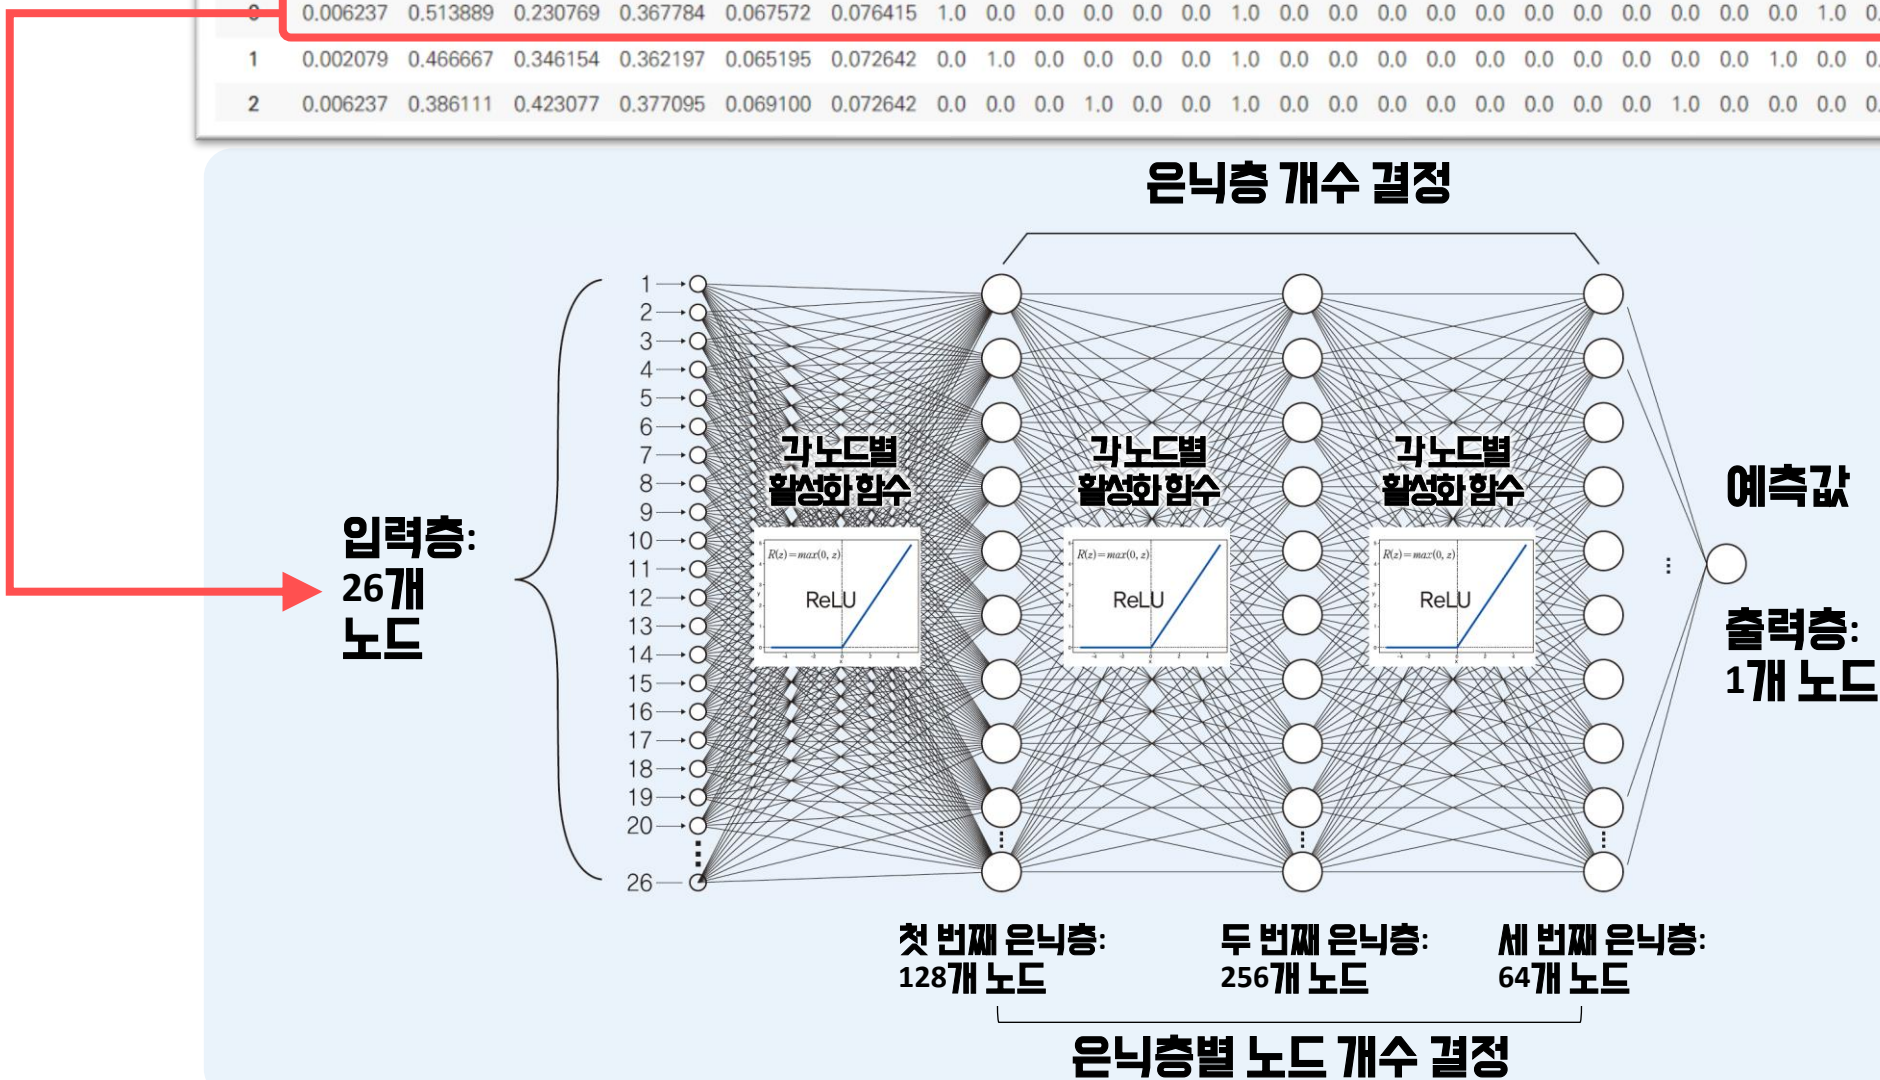 0 0.006237 0.513889 0.230769 0.367784 0.067572 0.076415 1.0 0.0 0.0 0.0 0.0 0.0 1.0 0.0 0.0 0.0 0.0 0.0 0.0 0.0 0.0 0.0 0.0 0.0 1.0 0.
1 0.002079 0.466667 0.346154 0.362197 0.065195 0.072642 0.0 1.0 0.0 0.0 0.0 0.0 1.0 0.0 0.0 0.0 0.0 0.0 0.0 0.0 0.0 0.0 0.0 1.0 0.0 0.
2 0.006237 0.386111 0.423077 0.377095 0.069100 0.072642 0.0 0.0 0.0 1.0 0.0 0.0 1.0 0.0 0.0 0.0 0.0 0.0 0.0 0.0 0.0 1.0 0.0 0.0 0.0 0.
은닉층 개수 결정
1
2
3
4
5
6
7
8
9
10
11
12
13
14
15
16
17
18
19
20
26
입력층:
26개
노드
각 노드별
활성화 함수
R(z)=max(0, z)
ReLU
각 노드별
활성화 함수
R(z)=max(0, z)
ReLU
각 노드별
활성화 함수
R(z)=max(0, z)
ReLU
예측값
출력층:
1개 노드
첫 번째 은닉층:
128개 노드
두 번째 은닉층:
256개 노드
세 번째 은닉층:
64개 노드
은닉층별 노드 개수 결정